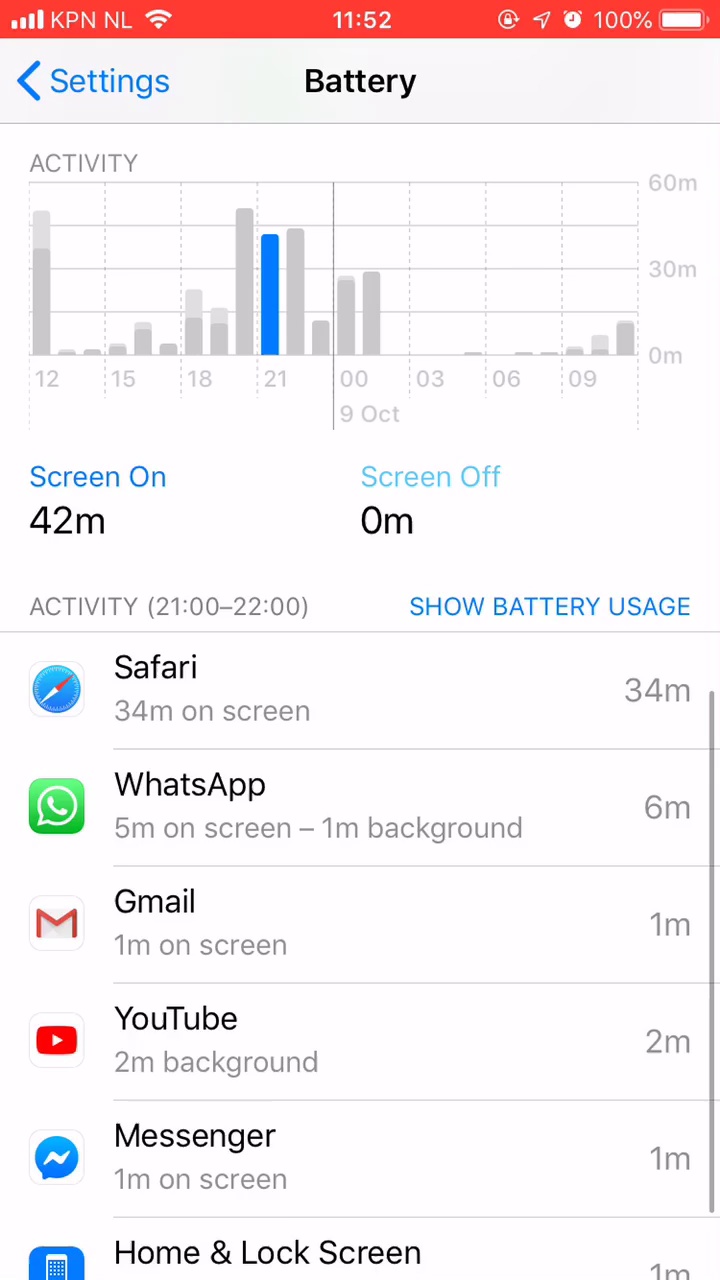 KPN NL 11:52 100%
Settings Battery
ACTIVITY
60m
30m
0m
12 15 18 21 00 03 06 09
9 Oct
Screen On Screen Off
42m 0m
ACTIVITY (21:00–22:00) SHOW BATTERY USAGE
Safari
34m on screen 34m
WhatsApp
5m on screen – 1m background 6m
Gmail
1m on screen 1m
YouTube
2m background 2m
Messenger
1m on screen 1m
Home & Lock Screen
1m